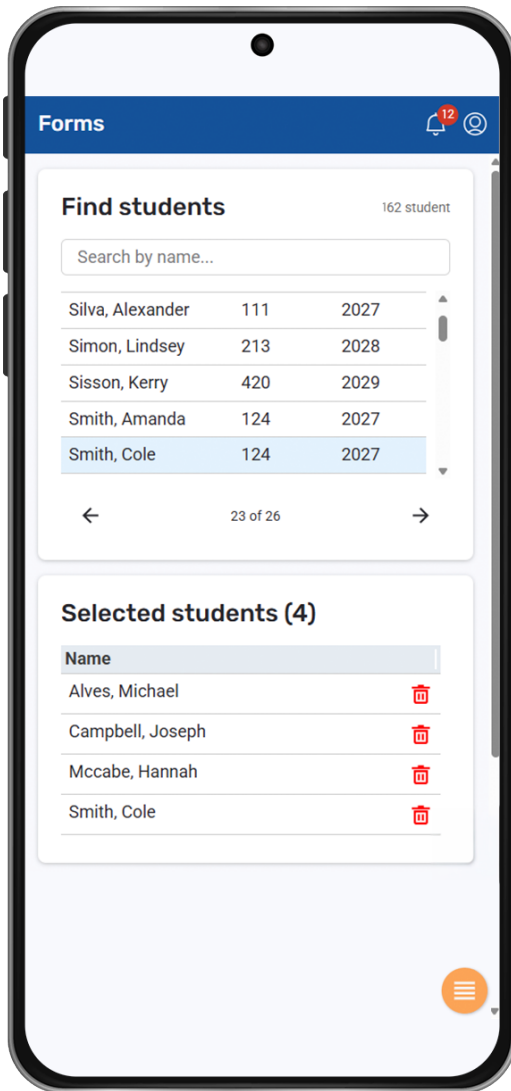 Forms
12
Find students
162 student
Search by name...
Silva, Alexander 111 2027
Simon, Lindsey 213 2028
Sisson, Kerry 420 2029
Smith, Amanda 124 2027
Smith, Cole 124 2027
23 of 26
Selected students (4)
Name
Alves, Michael
Campbell, Joseph
Mccabe, Hannah
Smith, Cole